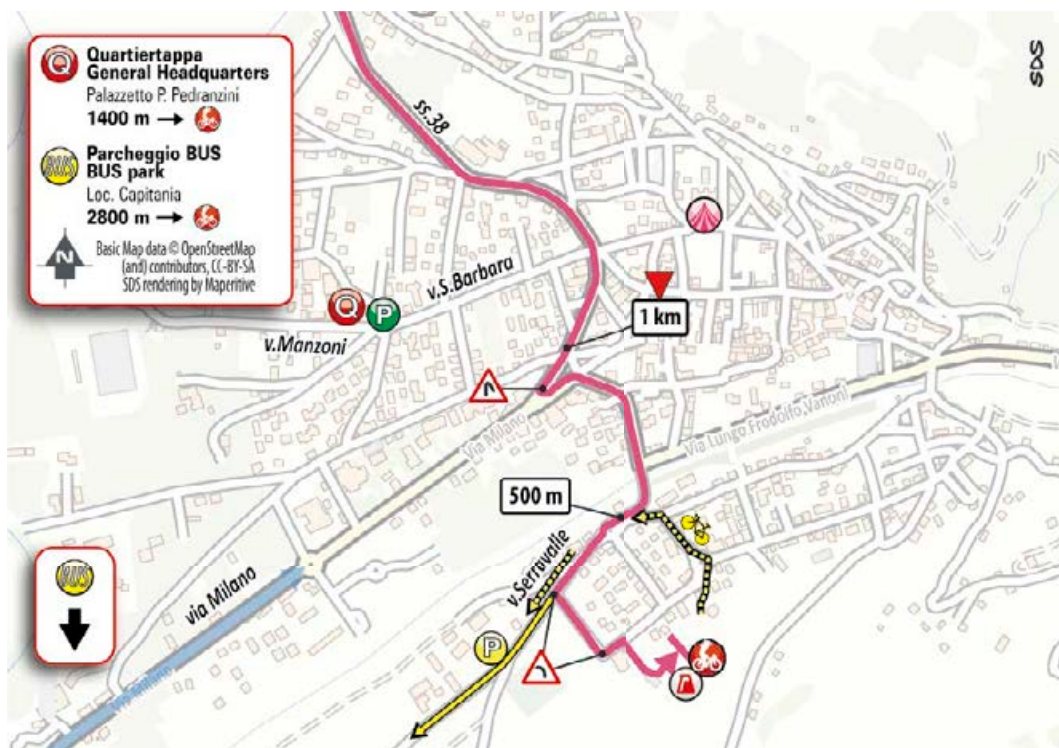 Quartiertappa
General Headquarters
Palazzetto P. Pedranzini
1400 m
BUS
Parcheggio BUS
BUS park
Loc. Capitania
2800 m
N
Basic Map data © OpenStreetMap
(and) contributors, CC-BY-SA
SDS rendering by Maperitive
SDS
ss.38
v.S.Barbara
Q
P
v.Manzoni
1 km
Via Milano
Via Lungo Frodolfo, Vanoni
500 m
v.Serravalle
via Milano
P
BUS